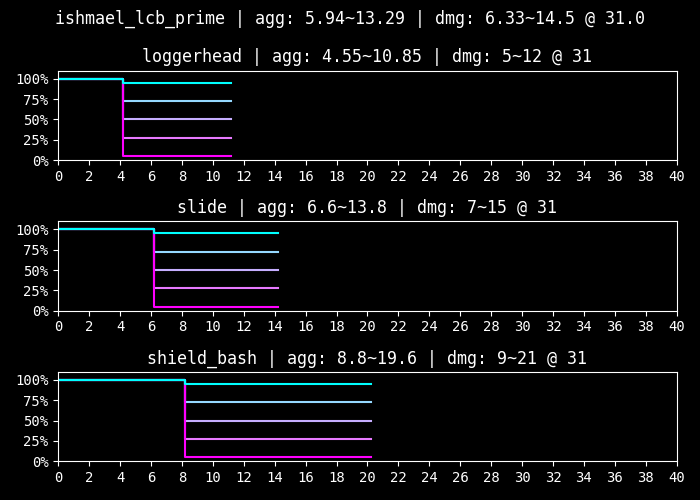 ishmael_lcb_prime | agg: 5.94~13.29 | dmg: 6.33~14.5 @ 31.0
loggerhead | agg: 4.55~10.85 | dmg: 5~12 @ 31
100%
75%
50%
25%
0%
0 2 4 6 8 10 12 14 16 18 20 22 24 26 28 30 32 34 36 38 40
slide | agg: 6.6~13.8 | dmg: 7~15 @ 31
100%
75%
50%
25%
0%
0 2 4 6 8 10 12 14 16 18 20 22 24 26 28 30 32 34 36 38 40
shield_bash | agg: 8.8~19.6 | dmg: 9~21 @ 31
100%
75%
50%
25%
0%
0 2 4 6 8 10 12 14 16 18 20 22 24 26 28 30 32 34 36 38 40